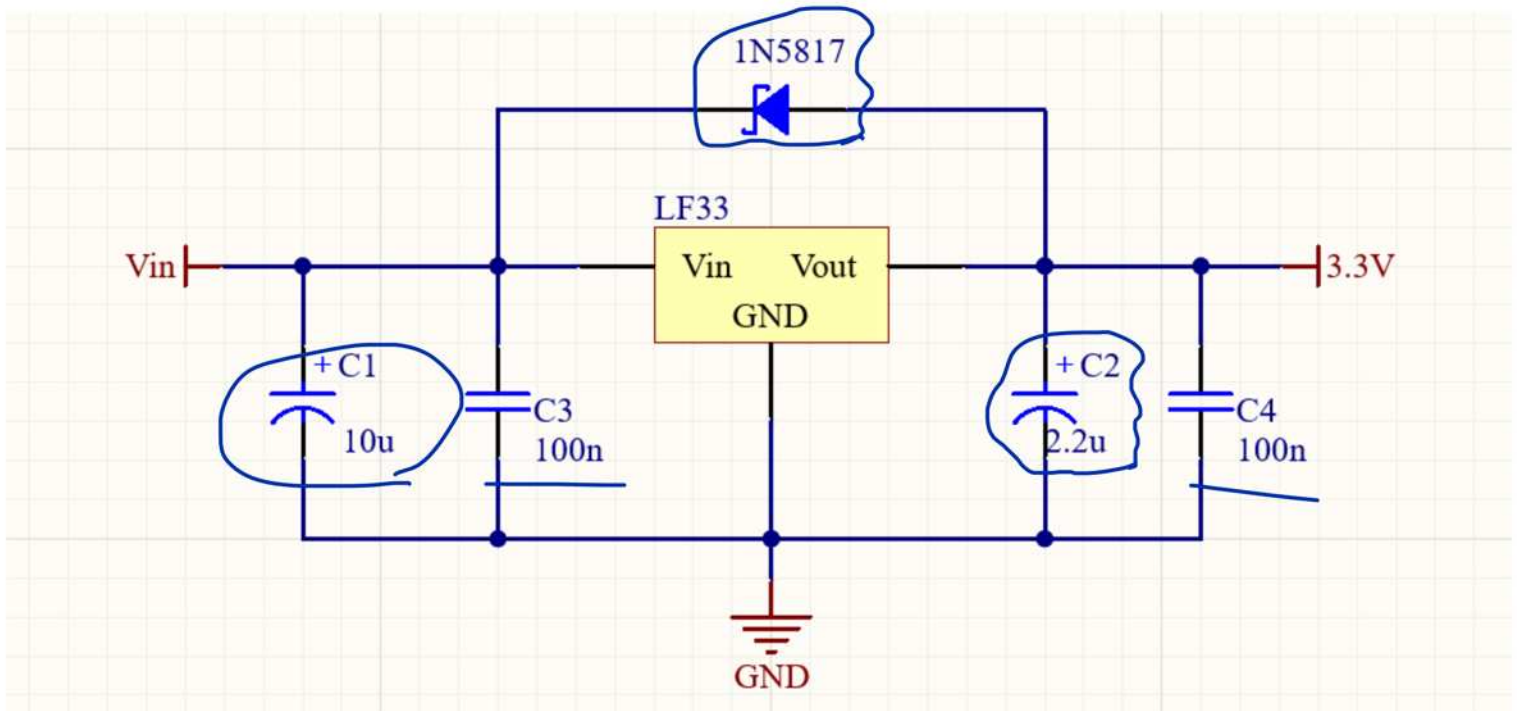 1N5817
LF33
Vin
Vin Vout
3.3V
GND
+ C1
10u
C3
100n
+ C2
2.2u
C4
100n
GND